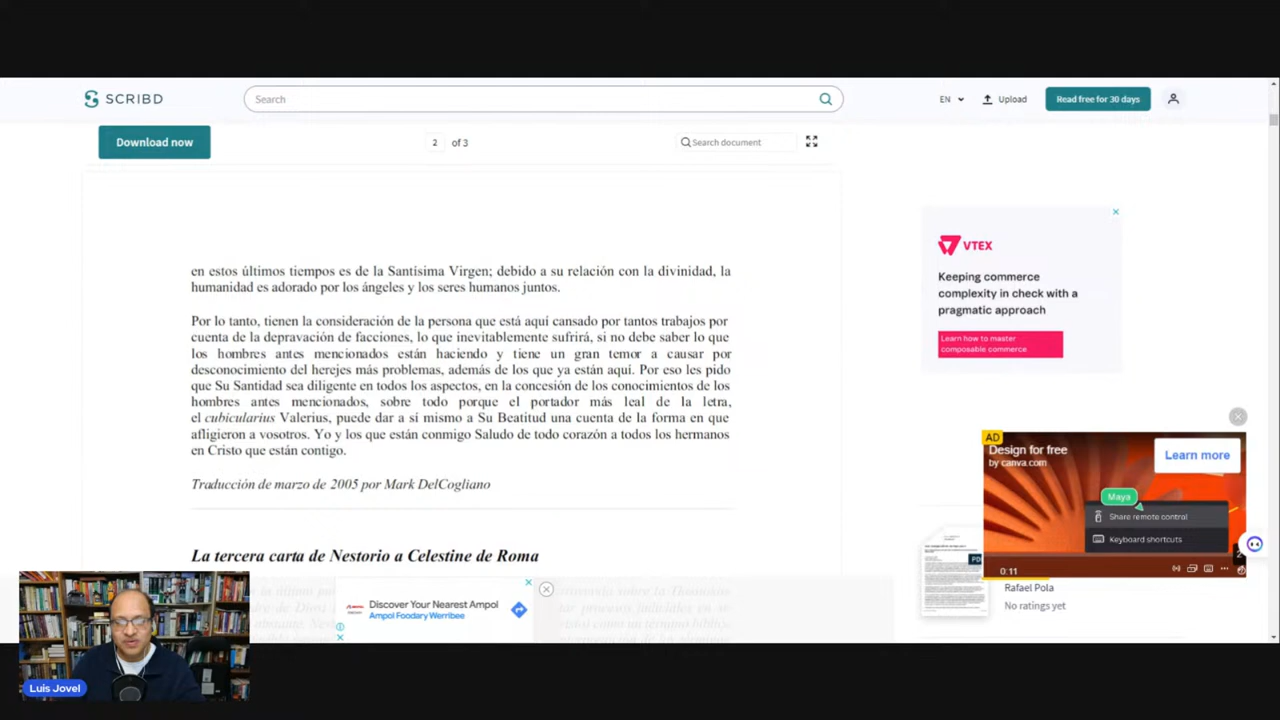 SCRIBD
Search
EN
Upload
Read free for 30 days
Download now
2 of 3
Search document
en estos últimos tiempos es de la Santísima Virgen; debido a su relación con la divinidad, la
humanidad es adorado por los ángeles y los seres humanos juntos.
Por lo tanto, tienen la consideración de la persona que está aquí cansado por tantos trabajos por
cuenta de la depravación de facciones, lo que inevitablemente sufrirá, si no debe saber lo que
los hombres antes mencionados están haciendo y tiene un gran temor a causar por
desconocimiento del herejes más problemas, además de los que ya están aquí. Por eso les pido
que Su Santidad sea diligente en todos los aspectos, en la concesión de los conocimientos de los
hombres antes mencionados, sobre todo porque el portador más leal de la letra,
el cubicularius Valerius, puede dar a si mismo a Su Beatitud una cuenta de la forma en que
afligieron a vosotros. Yo y los que están conmigo Saludo de todo corazón a todos los hermanos
en Cristo que están contigo.
Traducción de marzo de 2005 por Mark DelCogliano
La tercera carta de Nestorio a Celestine de Roma
VTEX
Keeping commerce
complexity in check with a
pragmatic approach
Learn how to master
composable commerce
AD
Design for free
by canva.com
Learn more
Maya
Share remote control
Keyboard shortcuts
0:11
Rafael Pola
No ratings yet
Discover Your Nearest Ampol
Ampol Foodary Werribee
Luis Jovel